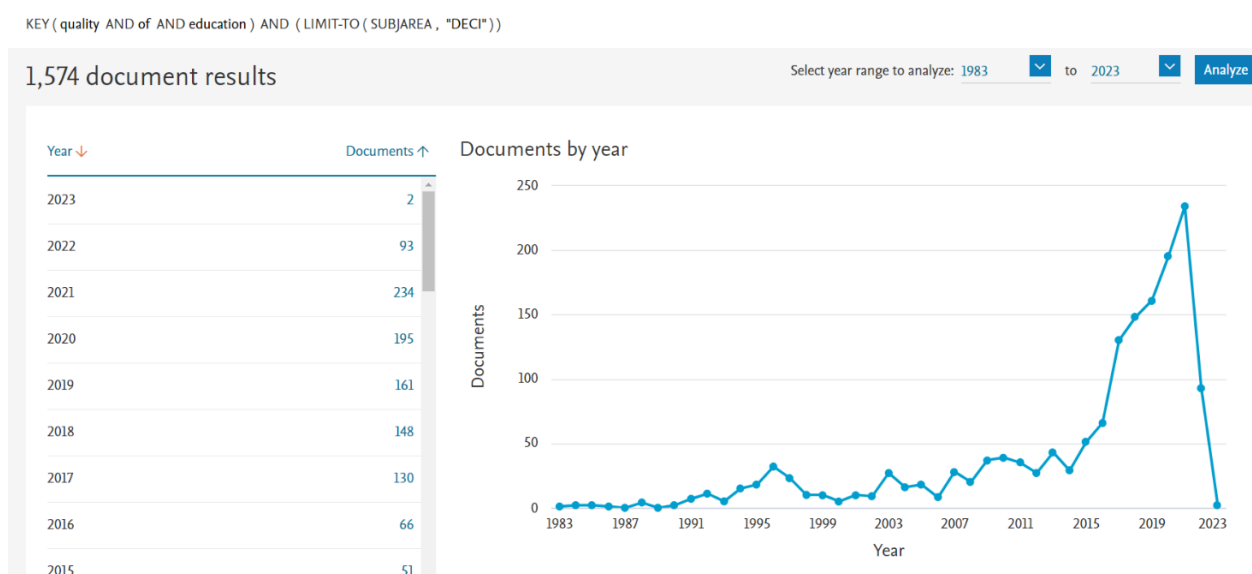 KEY ( quality AND of AND education ) AND ( LIMIT-TO ( SUBJAREA , "DECI" ) )
1,574 document results
Select year range to analyze: 1983 to 2023 Analyze
Year Documents
2023 2
2022 93
2021 234
2020 195
2019 161
2018 148
2017 130
2016 66
2015 51
Documents by year
250
200
150
100
50
0
Documents
1983 1987 1991 1995 1999 2003 2007 2011 2015 2019 2023
Year